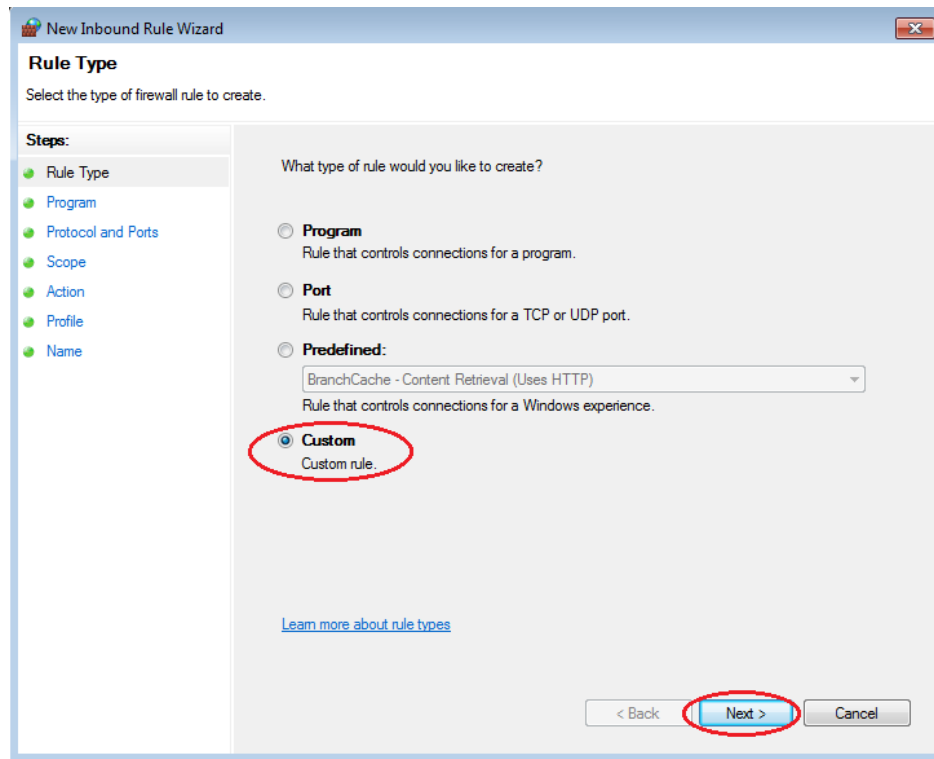 New Inbound Rule Wizard
Rule Type
Select the type of firewall rule to create.
Steps:
Rule Type
Program
Protocol and Ports
Scope
Action
Profile
Name
What type of rule would you like to create?
Program
Rule that controls connections for a program.
Port
Rule that controls connections for a TCP or UDP port.
Predefined:
BranchCache - Content Retrieval (Uses HTTP)
Rule that controls connections for a Windows experience.
Custom
Custom rule.
Learn more about rule types
< Back Next > Cancel